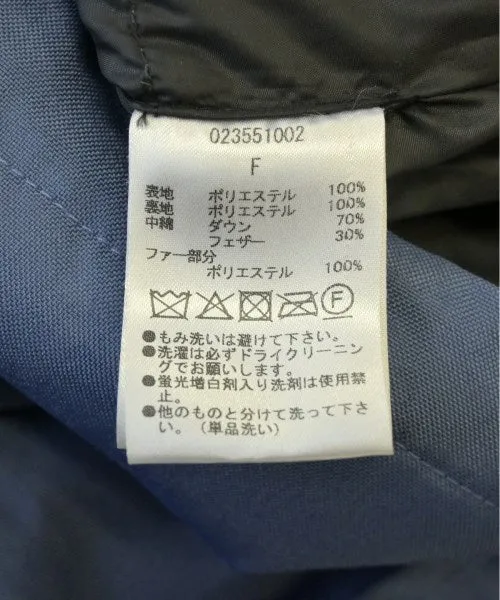 023551002
F
表地 ポリエステル 100%
裏地 ポリエステル 100%
中綿 ダウン 70%
フェザー 30%
ファー部分
ポリエステル 100%
F
●もみ洗いは避けて下さい。
●洗濯は必ずドライクリーニン
グでお願いします。
●蛍光増白剤入り洗剤は使用禁
止。
●他のものと分けて洗って下さ
い。（単品洗い）